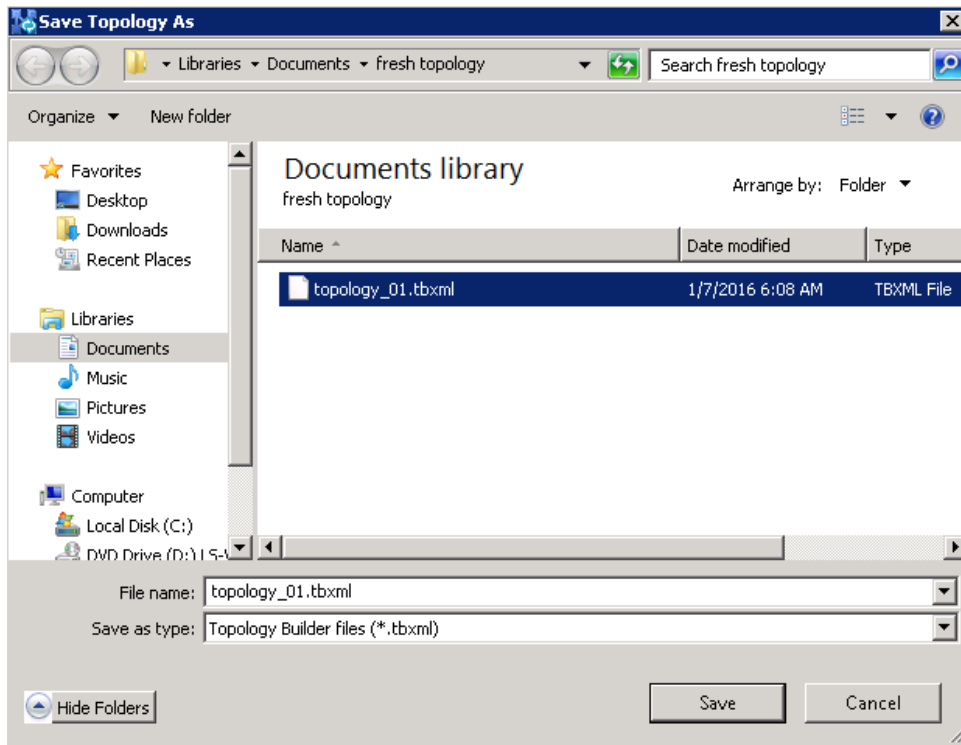 Save Topology As
Libraries Documents fresh topology
Search fresh topology
Organize New folder
Favorites
Desktop
Downloads
Recent Places
Libraries
Documents
Music
Pictures
Videos
Computer
Local Disk (C:)
DVD Drive (D:) LS-
Documents library
fresh topology
Arrange by: Folder
Name Date modified Type
topology_01.tbxml 1/7/2016 6:08 AM TBXML File
File name: topology_01.tbxml
Save as type: Topology Builder files (*.tbxml)
Hide Folders Save Cancel